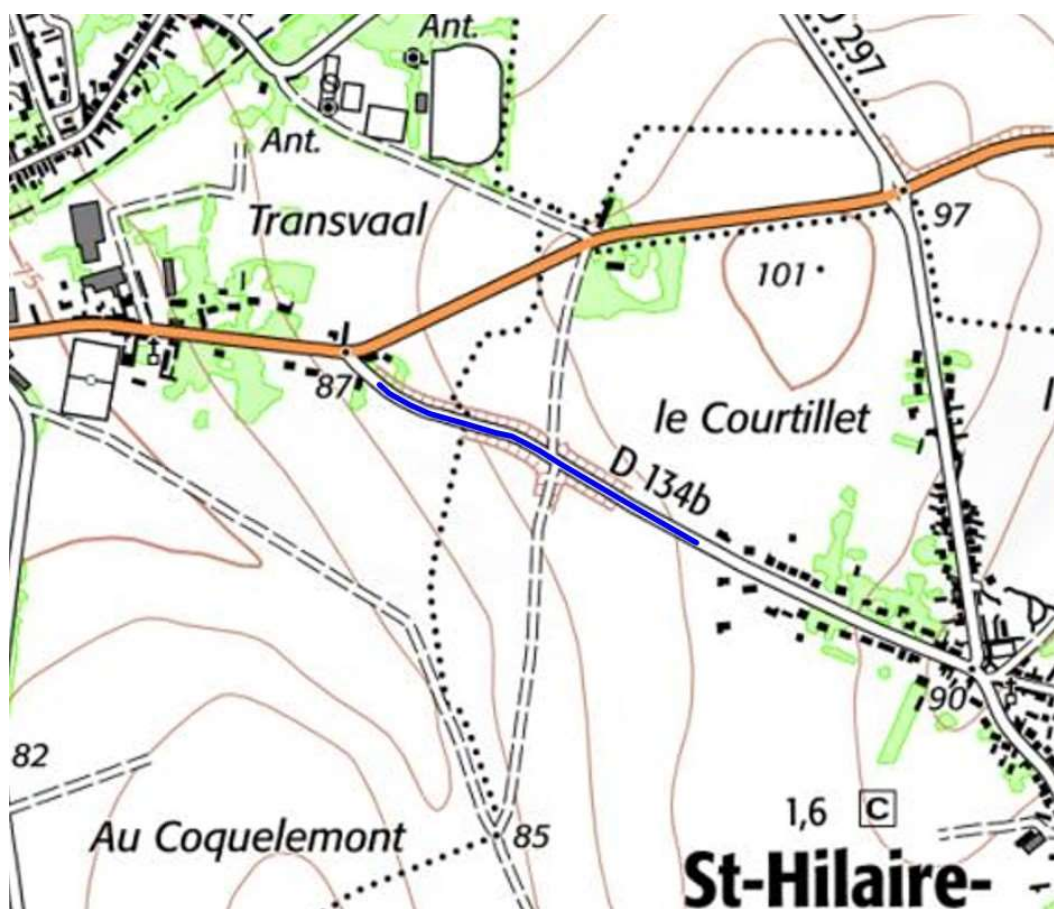 Ant.
D 297
Ant.
Transvaal
97
75
101
87
le Courtillet
D 134b
90
82
1,6 C
Au Coquelemont
85
St-Hilaire-